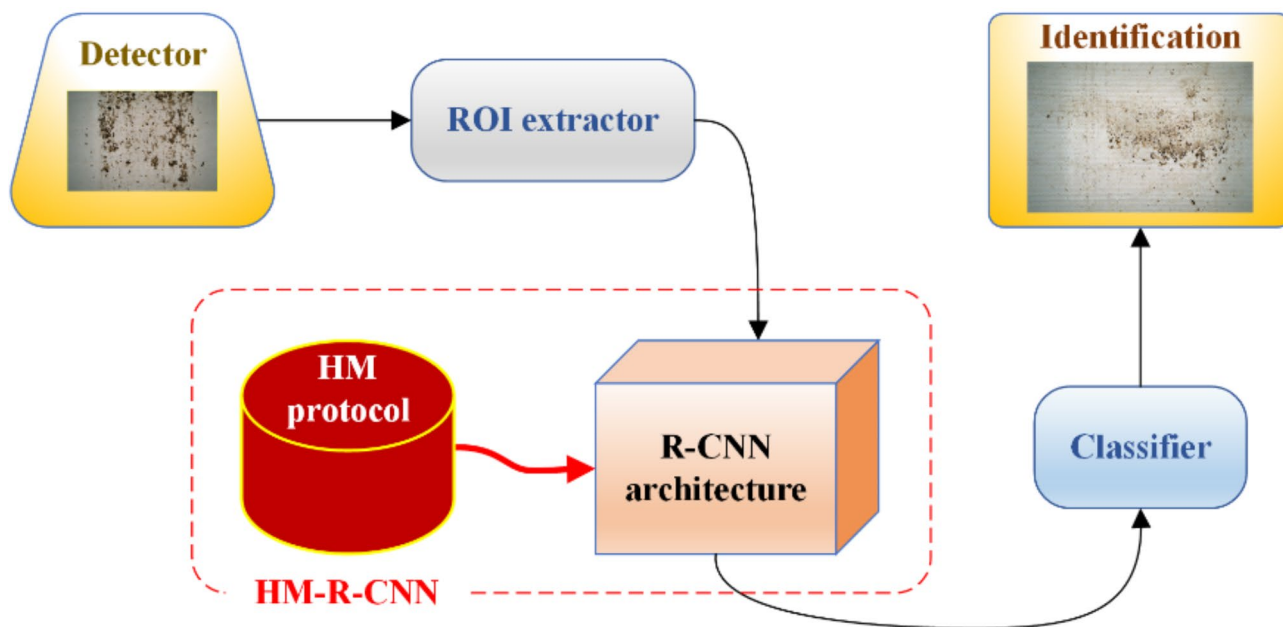 Detector
ROI extractor
Identification
HM
protocol
R-CNN
architecture
Classifier
HM-R-CNN